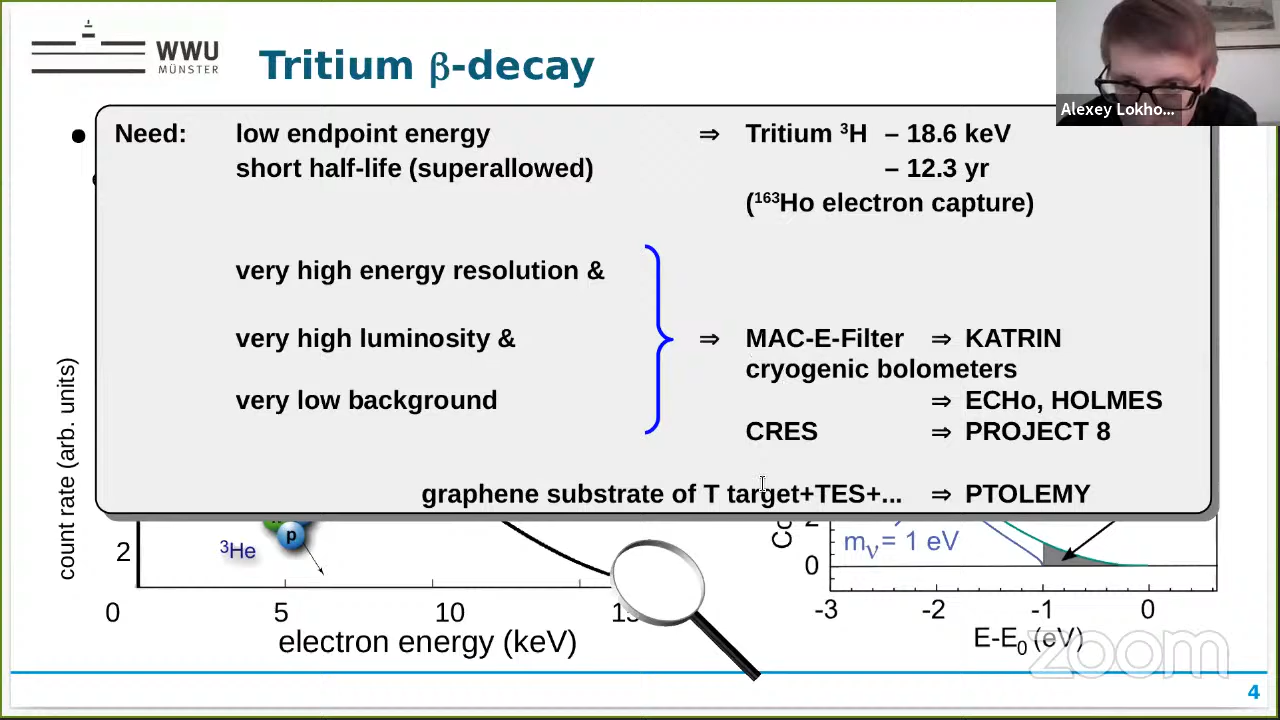 WWU
MÜNSTER
Tritium β-decay
Alexey Lokho...
Need: low endpoint energy ⇒ Tritium ³H – 18.6 keV
short half-life (superallowed) – 12.3 yr
(¹⁶³Ho electron capture)
very high energy resolution &
very high luminosity & ⇒ MAC-E-Filter ⇒ KATRIN
cryogenic bolometers
very low background ⇒ ECHo, HOLMES
CRES ⇒ PROJECT 8
graphene substrate of T target+TES+... ⇒ PTOLEMY
count rate (arb. units)
2
p
³He
0 5 10
electron energy (keV)
2
0
mν = 1 eV
-3 -2 -1 0
E-E₀ (eV)
zoom
4